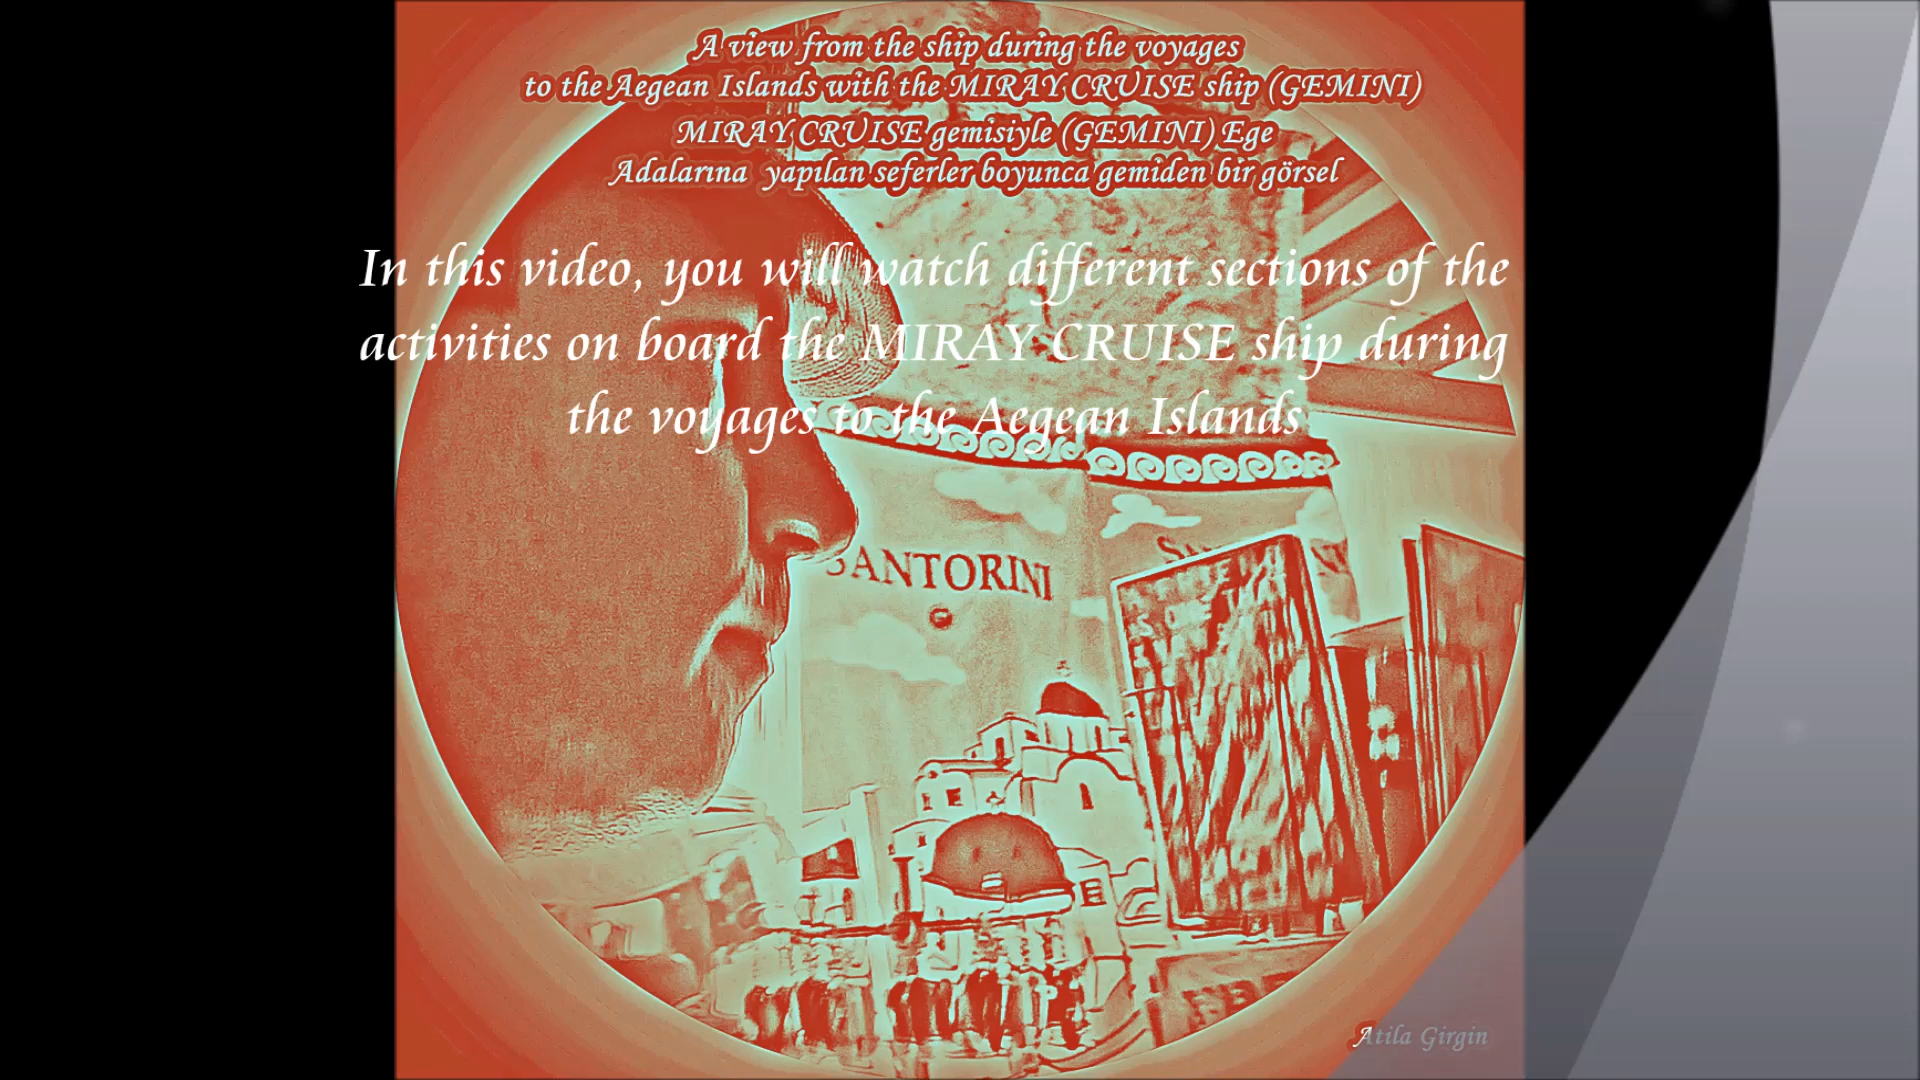 A view from the ship during the voyages
to the Aegean Islands with the MIRAY CRUISE ship (GEMINI)
MIRAY CRUISE gemisiyle (GEMINI) Ege
Adalarına yapılan seferler boyunca gemiden bir görsel
In this video, you will watch different sections of the
activities on board the MIRAY CRUISE ship during
the voyages to the Aegean Islands
SANTORINI
Atila Girgin